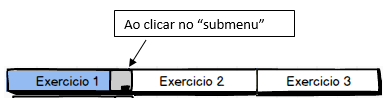 Ao clicar no “submenu”
Exercicio 1 Exercicio 2 Exercicio 3